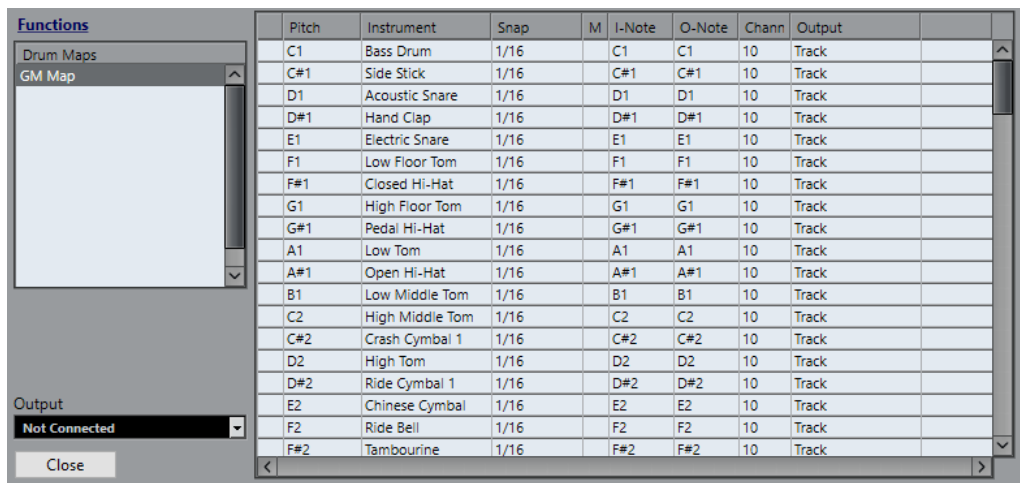 Functions
Drum Maps
GM Map
Output
Not Connected
Close
Pitch Instrument Snap M I-Note O-Note Chann Output
C1 Bass Drum 1/16 C1 C1 10 Track
C#1 Side Stick 1/16 C#1 C#1 10 Track
D1 Acoustic Snare 1/16 D1 D1 10 Track
D#1 Hand Clap 1/16 D#1 D#1 10 Track
E1 Electric Snare 1/16 E1 E1 10 Track
F1 Low Floor Tom 1/16 F1 F1 10 Track
F#1 Closed Hi-Hat 1/16 F#1 F#1 10 Track
G1 High Floor Tom 1/16 G1 G1 10 Track
G#1 Pedal Hi-Hat 1/16 G#1 G#1 10 Track
A1 Low Tom 1/16 A1 A1 10 Track
A#1 Open Hi-Hat 1/16 A#1 A#1 10 Track
B1 Low Middle Tom 1/16 B1 B1 10 Track
C2 High Middle Tom 1/16 C2 C2 10 Track
C#2 Crash Cymbal 1 1/16 C#2 C#2 10 Track
D2 High Tom 1/16 D2 D2 10 Track
D#2 Ride Cymbal 1 1/16 D#2 D#2 10 Track
E2 Chinese Cymbal 1/16 E2 E2 10 Track
F2 Ride Bell 1/16 F2 F2 10 Track
F#2 Tambourine 1/16 F#2 F#2 10 Track